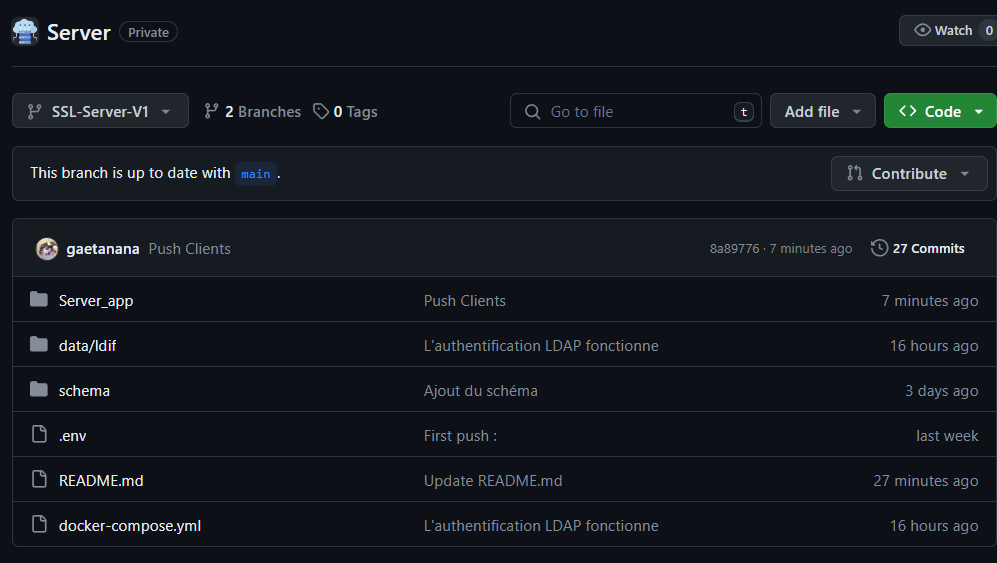 Server Private Watch 0
SSL-Server-V1 2 Branches 0 Tags Go to file t Add file Code
This branch is up to date with main .
Contribute
gaetanana Push Clients 8a89776 · 7 minutes ago 27 Commits
Server_app Push Clients 7 minutes ago
data/ldif L'authentification LDAP fonctionne 16 hours ago
schema Ajout du schéma 3 days ago
.env First push : last week
README.md Update README.md 27 minutes ago
docker-compose.yml L'authentification LDAP fonctionne 16 hours ago